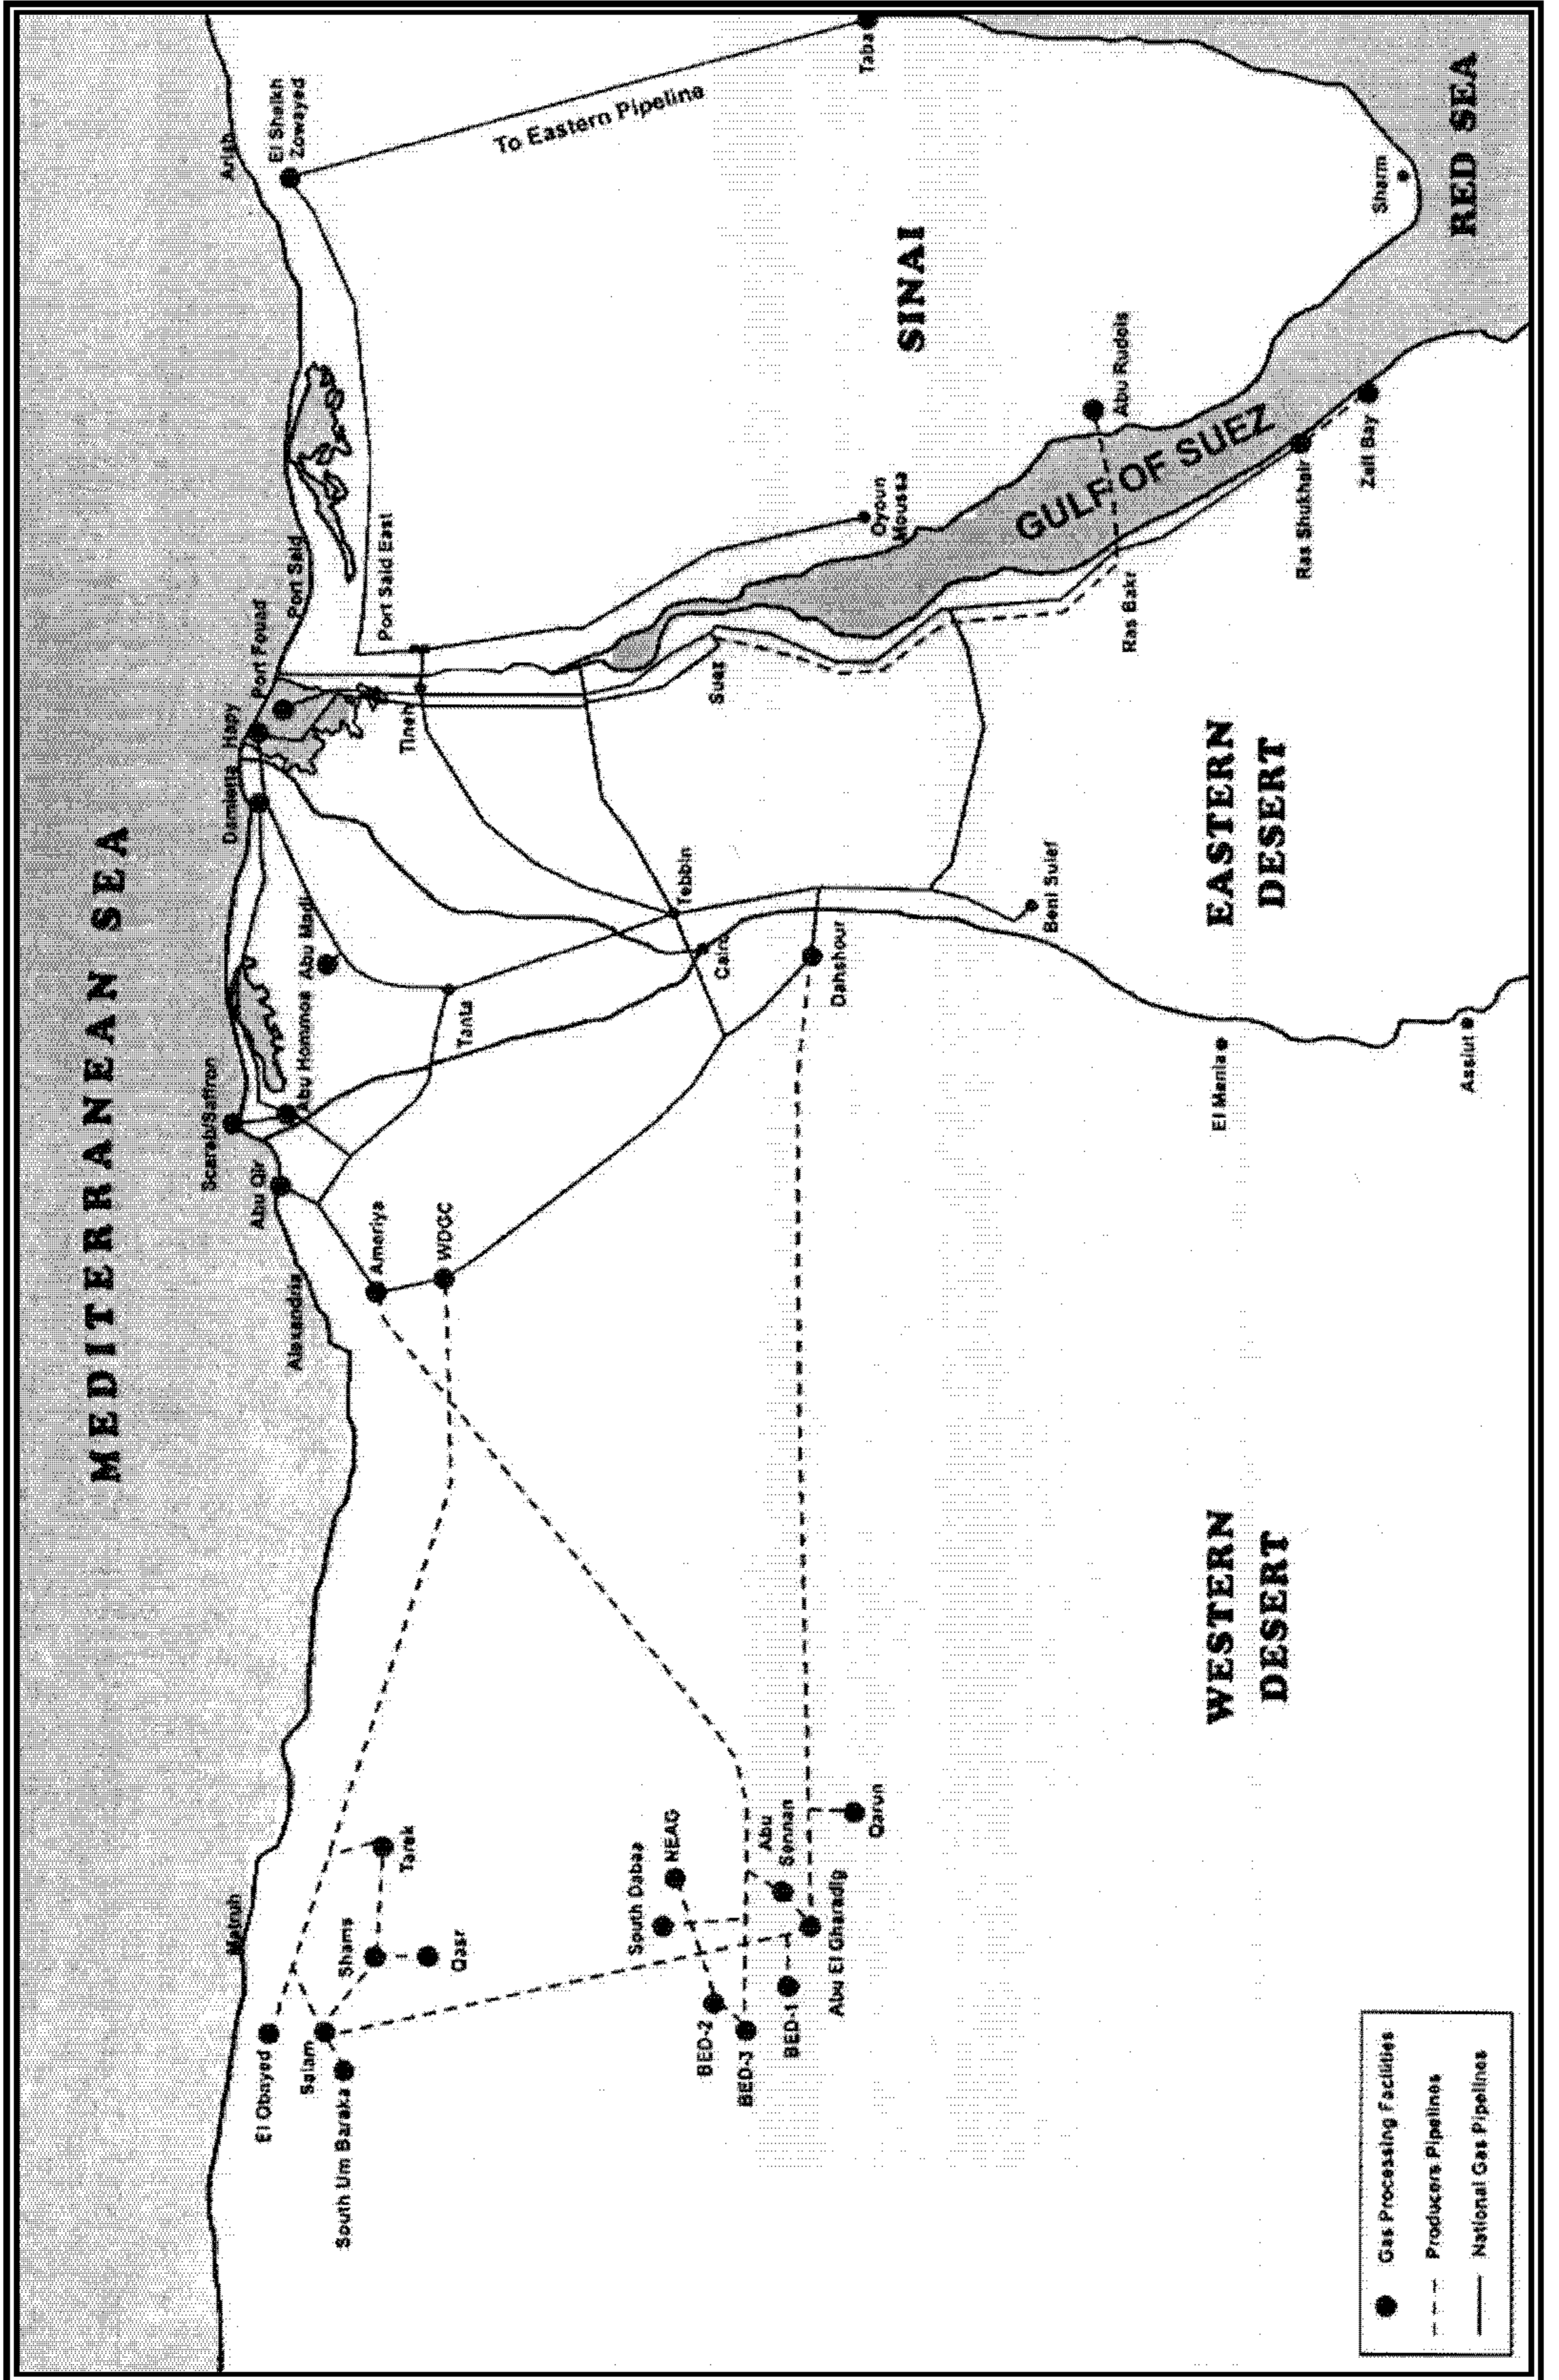 MEDITERRANEAN SEA
Matruh
El Obayed
Salam
South Um Baraka
Shams
Qasr
Tarek
South Dabaa
NEAG
BED-2
BED-3
BED-1
Abu
Sennan
Abu El Gharadig
Qarun
Alexandria
Abu Qir
Scarab/Saffron
Ameriya
WDGC
Abu Hommos
Abu Madi
Tanta
Damietta
Hapy
Port Fouad
Port Said
Port Said East
Tineh
Arish
El Shaikh
Zowayed
To Eastern Pipeline
Taba
Tebbin
Cairo
Dahshour
Suez
Oyoun
Moussa
SINAI
GULF OF SUEZ
Abu Rudeis
Ras Bakr
Ras Shukheir
Zeit Bay
Sharm
RED SEA
Beni Suief
El Menia
Assiut
WESTERN
DESERT
EASTERN
DESERT
Gas Processing Facilities
Producers Pipelines
National Gas Pipelines